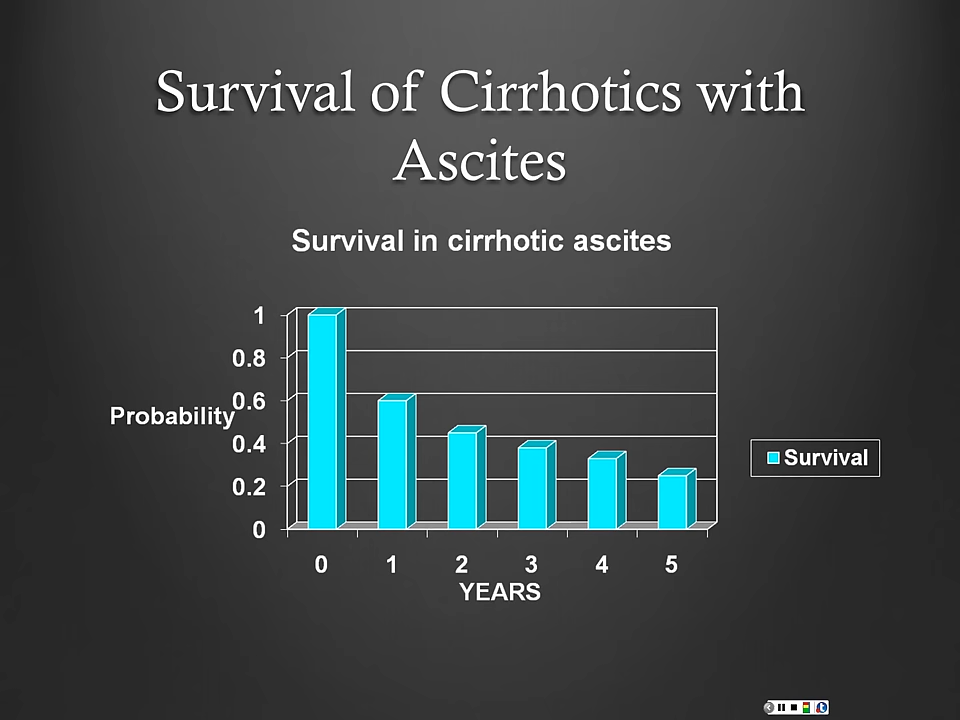 Survival of Cirrhotics with
Ascites
Survival in cirrhotic ascites
1
0.8
0.6
Probability
0.4
0.2
0
0 1 2 3 4 5
YEARS
Survival